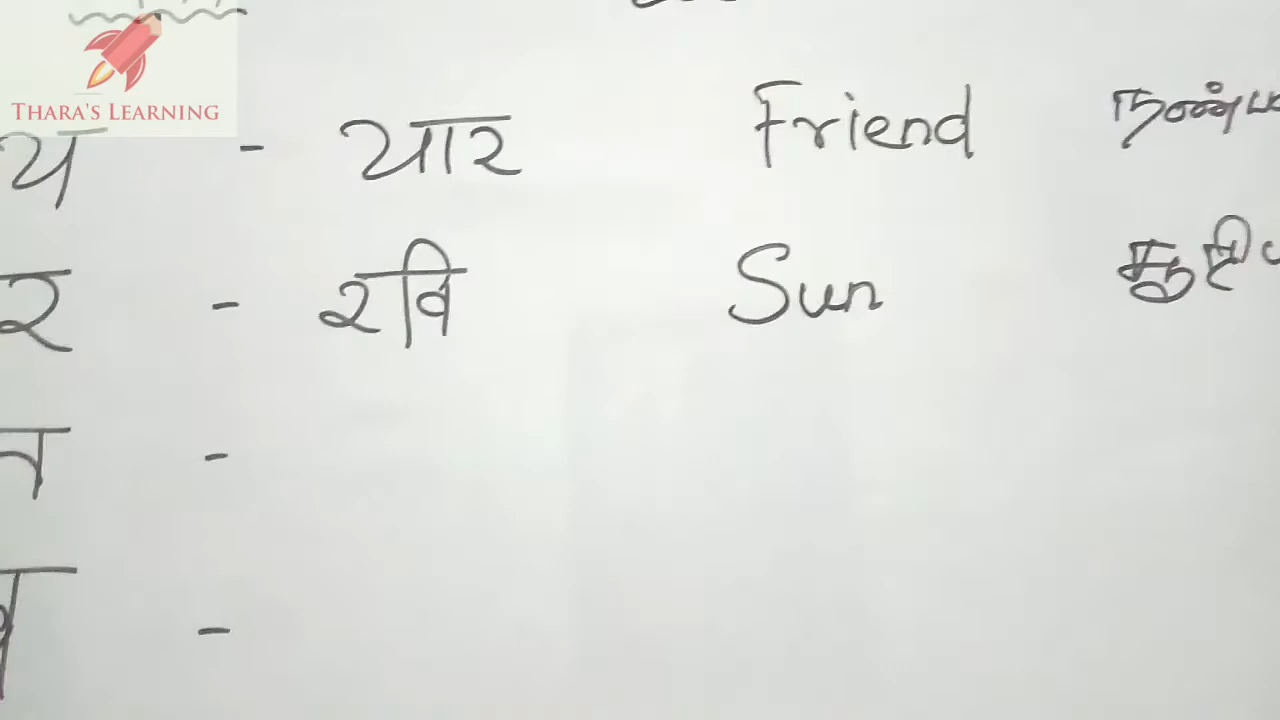 THARA'S LEARNING
य - यार Friend
र - रवि Sun
-
व -